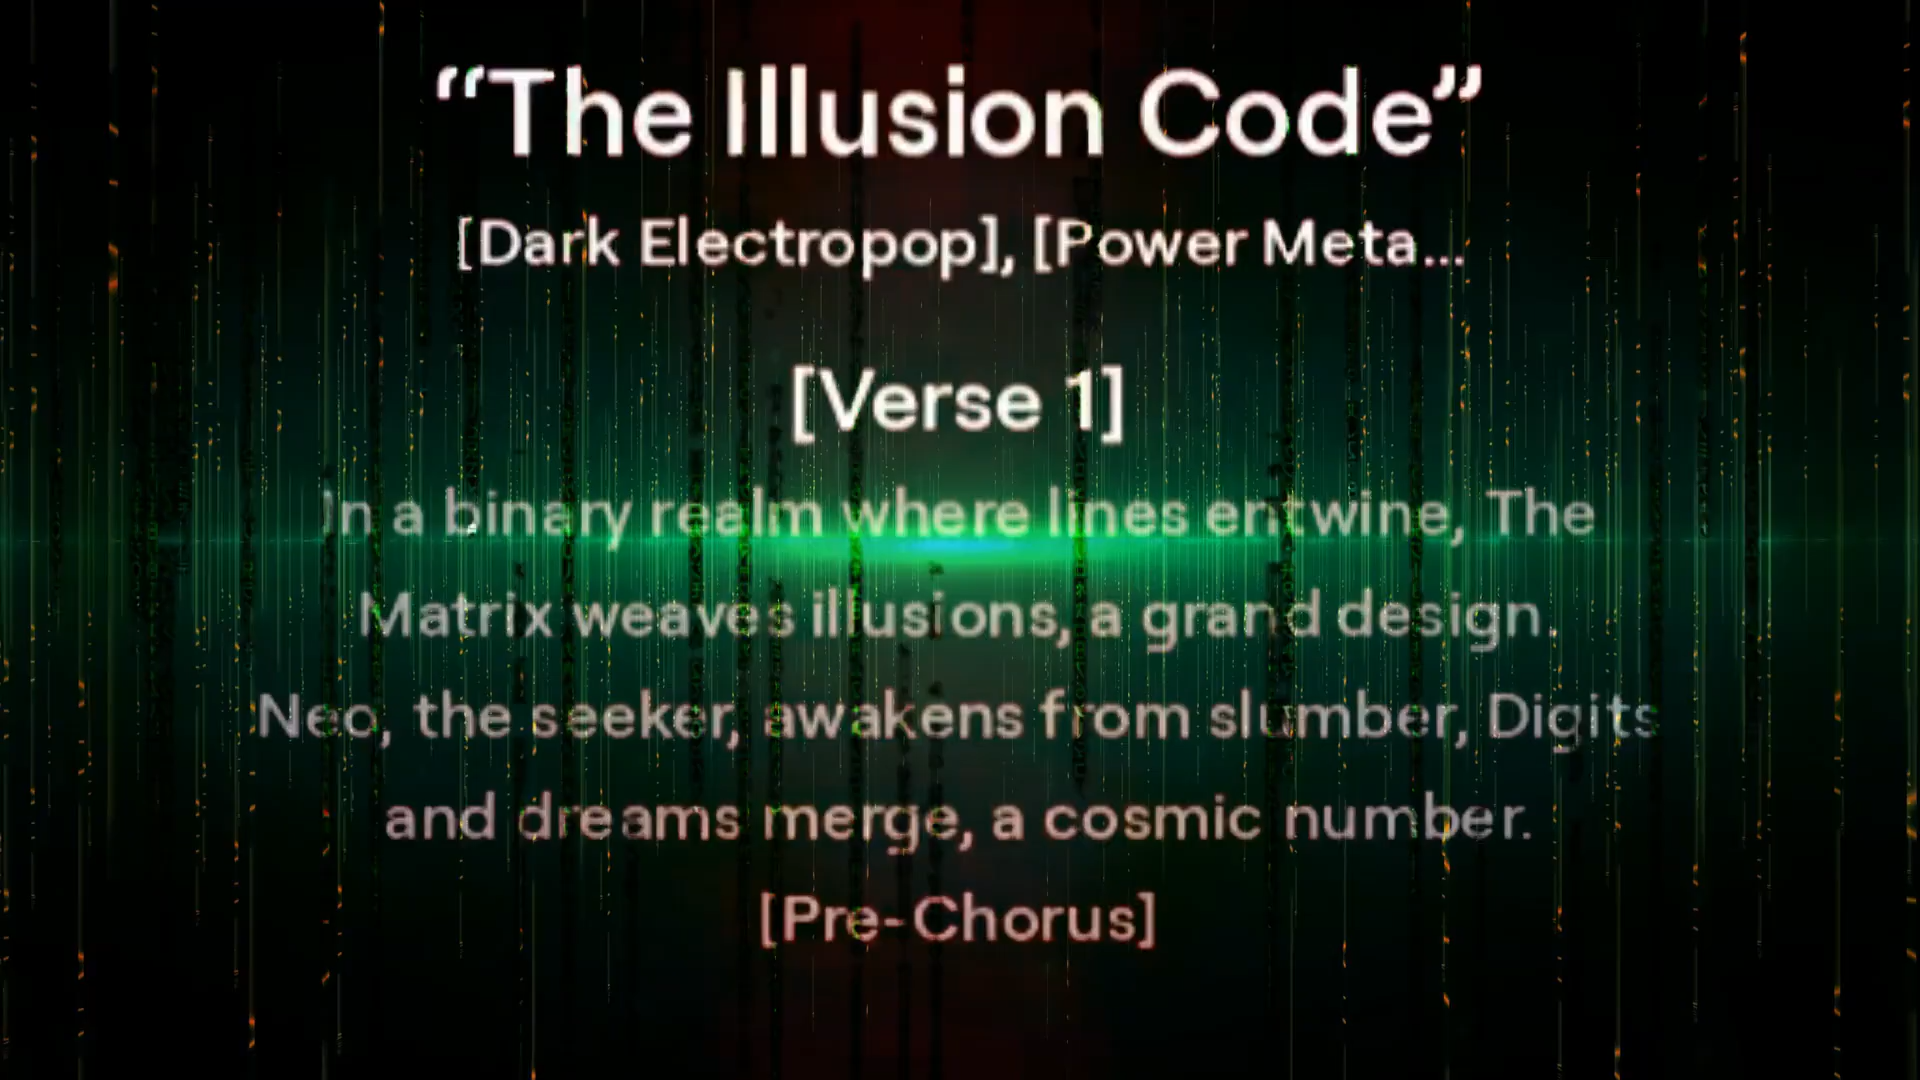 “The Illusion Code”
[Dark Electropop], [Power Meta...
[Verse 1]
In a binary realm where lines entwine, The
Matrix weaves illusions, a grand design.
Neo, the seeker, awakens from slumber, Digits
and dreams merge, a cosmic number.
[Pre-Chorus]